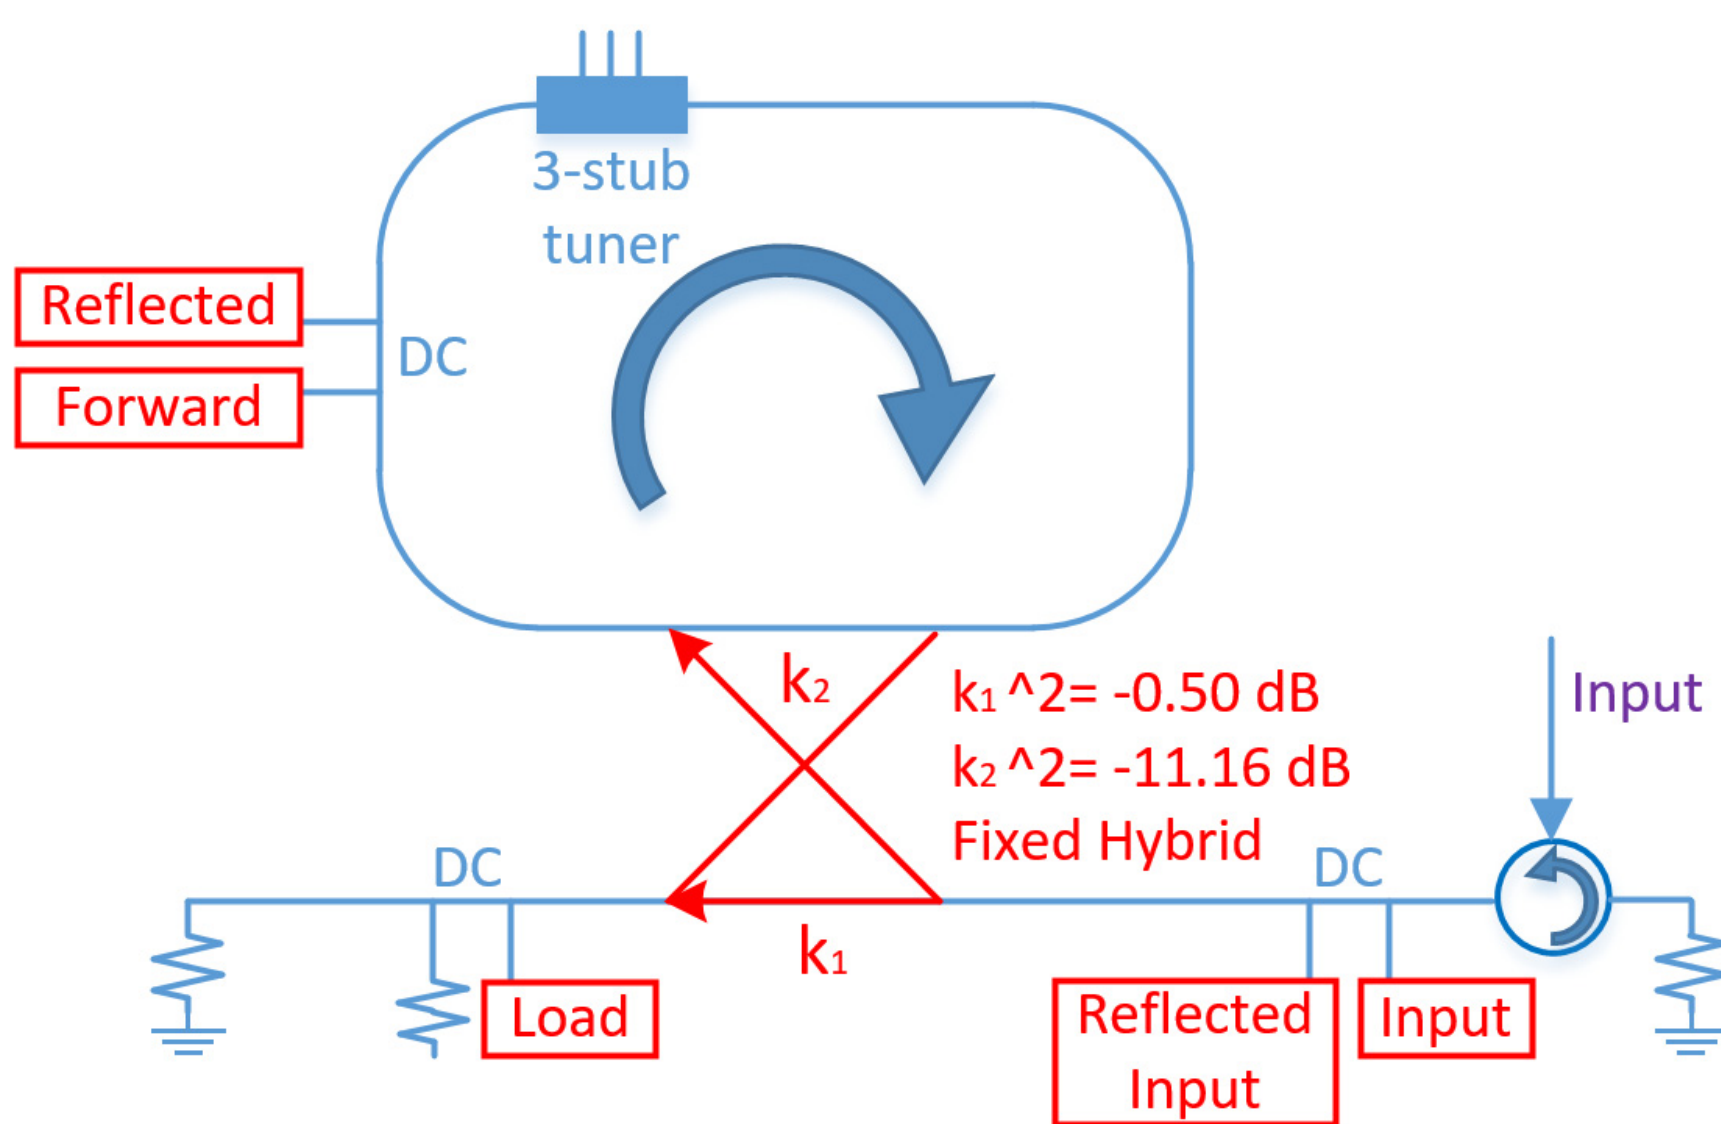 3-stub
tuner
Reflected
DC
Forward
k₂
k₁ ^2= -0.50 dB
k₂ ^2= -11.16 dB
Fixed Hybrid
Input
DC
DC
k₁
Load
Reflected
Input
Input